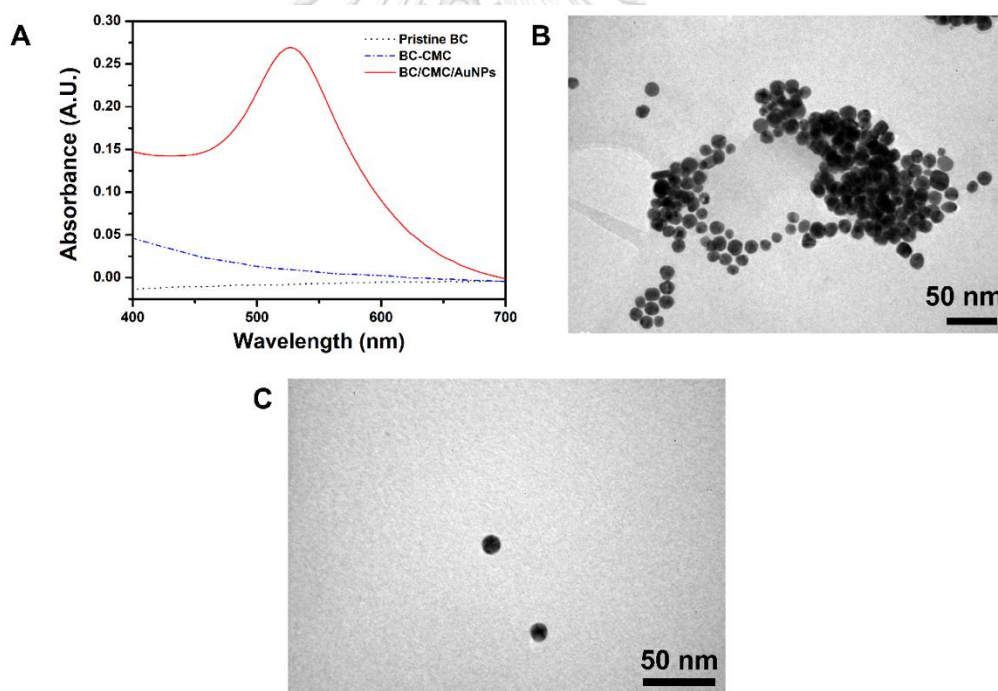 A
Absorbance (A.U.)
0.30
0.25
0.20
0.15
0.10
0.05
0.00
400
500
600
700
Wavelength (nm)
Pristine BC
BC-CMC
BC/CMC/AuNPs
B
50 nm
C
50 nm